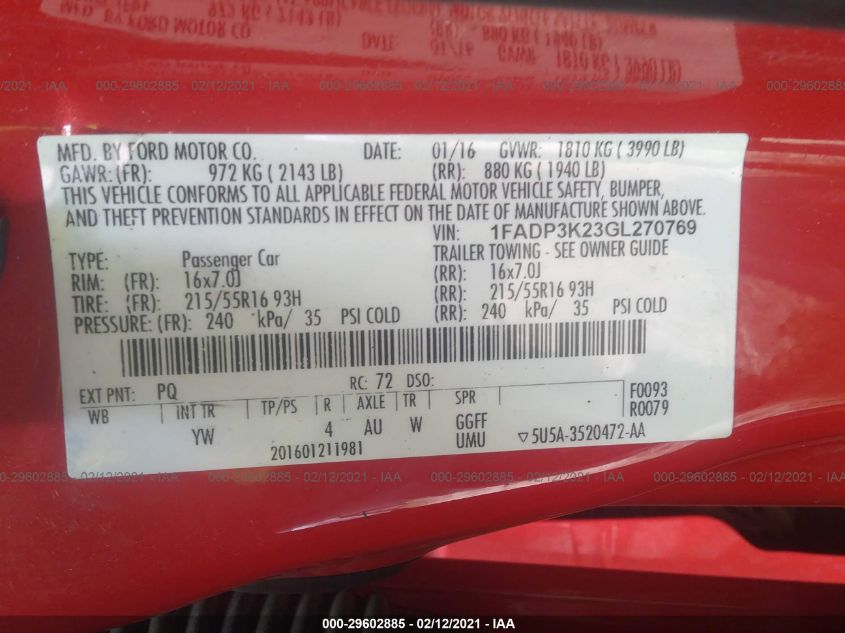 MFD. BY FORD MOTOR CO. DATE: 01/16 GVWR: 1810 KG ( 3990 LB)
GAWR: (FR): 972 KG ( 2143 LB) (RR): 880 KG ( 1940 LB)
THIS VEHICLE CONFORMS TO ALL APPLICABLE FEDERAL MOTOR VEHICLE SAFETY, BUMPER,
AND THEFT PREVENTION STANDARDS IN EFFECT ON THE DATE OF MANUFACTURE SHOWN ABOVE.
VIN: 1FADP3K23GL270769
TYPE: Passenger Car TRAILER TOWING - SEE OWNER GUIDE
RIM: (FR): 16x7.0J (RR): 16x7.0J
TIRE: (FR): 215/55R16 93H (RR): 215/55R16 93H
PRESSURE: (FR): 240 kPa/ 35 PSI COLD (RR): 240 kPa/ 35 PSI COLD
EXT PNT: PQ RC: 72 DSO: F0093
WB INT TR TP/PS R AXLE TR SPR R0079
YW 4 AU W GGFF
201601211981 UMU ▽5U5A-3520472-AA
000-29602885 - 02/12/2021 - IAA